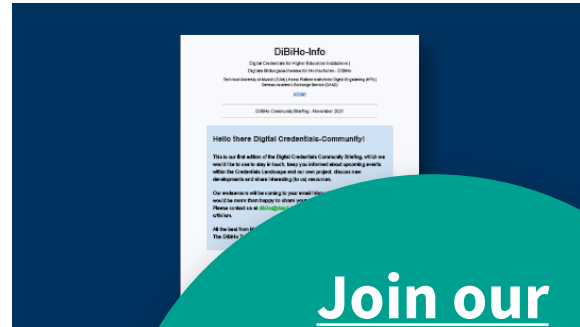 DiBiHo-Info
Digital Credentials for Higher Education Institutions |
Digitale Bildungsnachweise für Hochschulen - DiBiHo
Technical University of Munich (TUM) | Hasso Plattner Institute for Digital Engineering (HPI) |
German Academic Exchange Service (DAAD)
DiBiHo Community Briefing - November 2021
Hello there Digital Credentials-Community!
This is our first edition of the Digital Credentials Community Briefing, which we
would like to use to stay in touch, keep you informed about upcoming events
within the Credentials Landscape and our own project, discuss new
developments and share interesting (to us) resources.
Our endeavours will be coming to your email inbox
would be more than happy to share your
Please contact us at
criticism.
All the best from
The DiBiHo
Join our